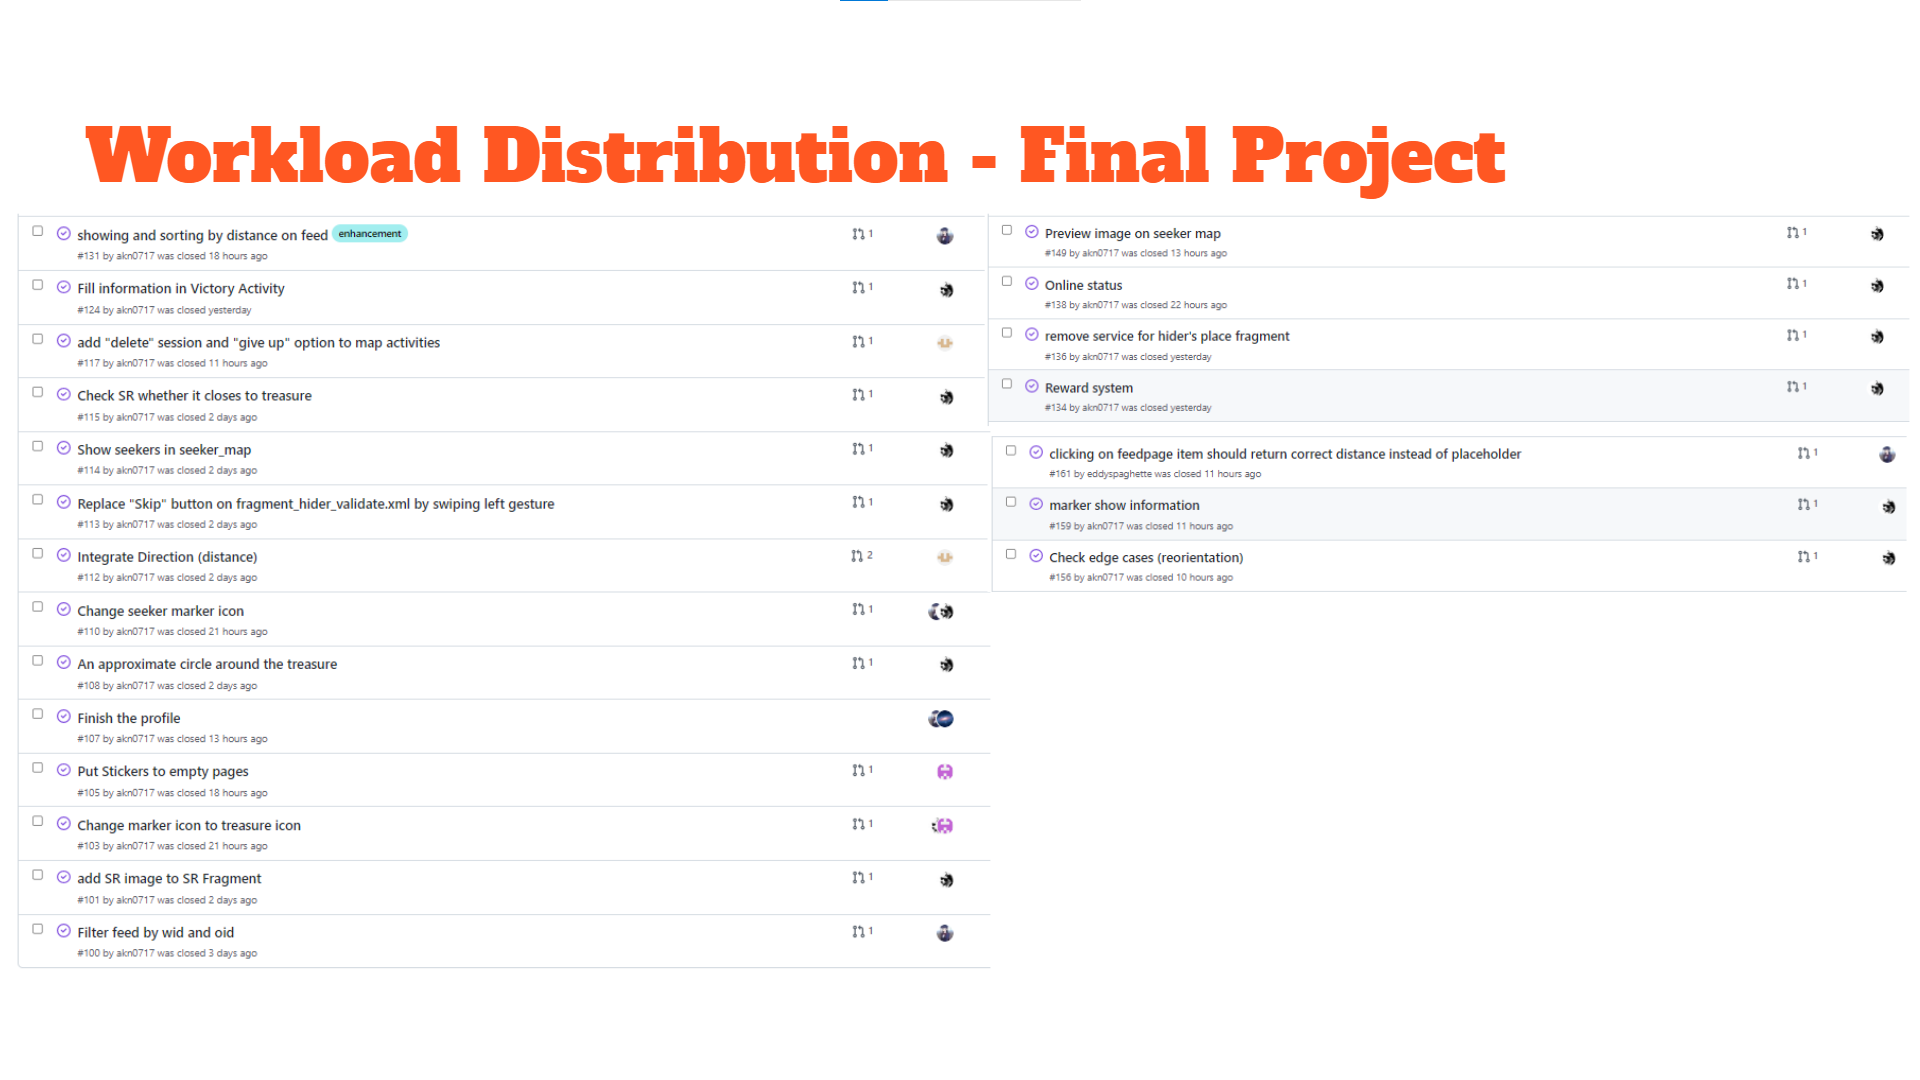 Workload Distribution - Final Project
showing and sorting by distance on feed enhancement
1
#131 by akn0717 was closed 18 hours ago
Fill information in Victory Activity
1
#124 by akn0717 was closed yesterday
add "delete" session and "give up" option to map activities
1
#117 by akn0717 was closed 11 hours ago
Check SR whether it closes to treasure
1
#115 by akn0717 was closed 2 days ago
Show seekers in seeker_map
1
#114 by akn0717 was closed 2 days ago
Replace "Skip" button on fragment_hider_validate.xml by swiping left gesture
1
#113 by akn0717 was closed 2 days ago
Integrate Direction (distance)
2
#112 by akn0717 was closed 2 days ago
Change seeker marker icon
1
#110 by akn0717 was closed 21 hours ago
An approximate circle around the treasure
1
#108 by akn0717 was closed 2 days ago
Finish the profile
#107 by akn0717 was closed 13 hours ago
Put Stickers to empty pages
1
#105 by akn0717 was closed 18 hours ago
Change marker icon to treasure icon
1
#103 by akn0717 was closed 21 hours ago
add SR image to SR Fragment
1
#101 by akn0717 was closed 2 days ago
Filter feed by wid and oid
1
#100 by akn0717 was closed 3 days ago
Preview image on seeker map
1
#149 by akn0717 was closed 13 hours ago
Online status
1
#138 by akn0717 was closed 22 hours ago
remove service for hider's place fragment
1
#136 by akn0717 was closed yesterday
Reward system
1
#134 by akn0717 was closed yesterday
clicking on feedpage item should return correct distance instead of placeholder
1
#161 by eddyspaghette was closed 11 hours ago
marker show information
1
#159 by akn0717 was closed 11 hours ago
Check edge cases (reorientation)
1
#156 by akn0717 was closed 10 hours ago